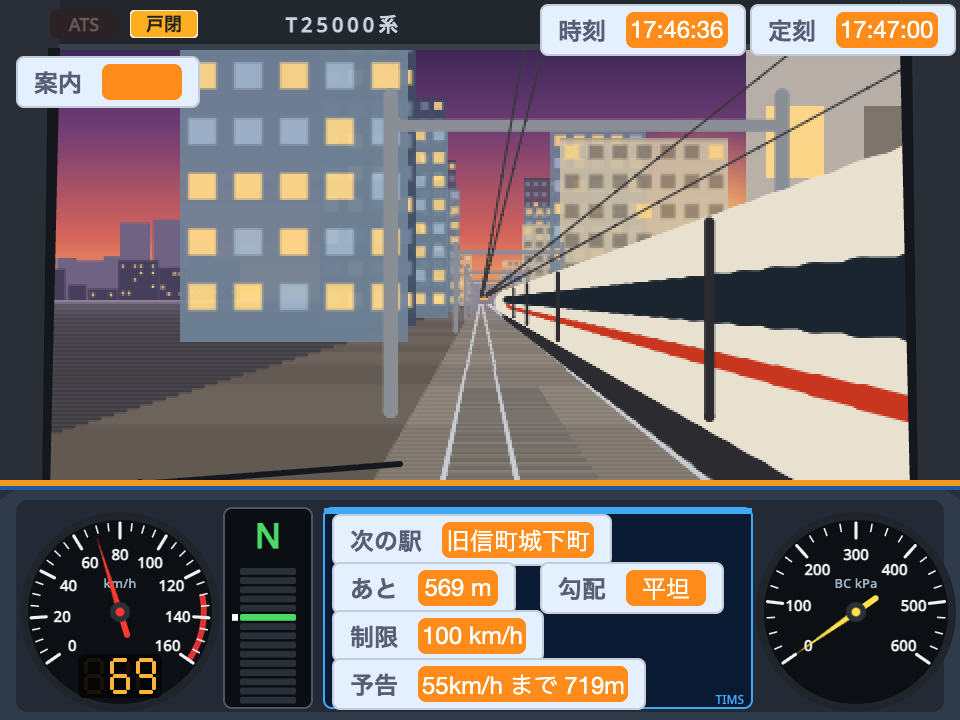 ATS 戸閉 T25000系 時刻 17:46:36 定刻 17:47:00
案内
N
次の駅 旧信町城下町
あと 569 m 勾配 平坦
制限 100 km/h
予告 55km/h まで 719m
TIMS
0 20 40 60 80 100 120 140 160
km/h
69
0 100 200 300 400 500 600
BC kPa